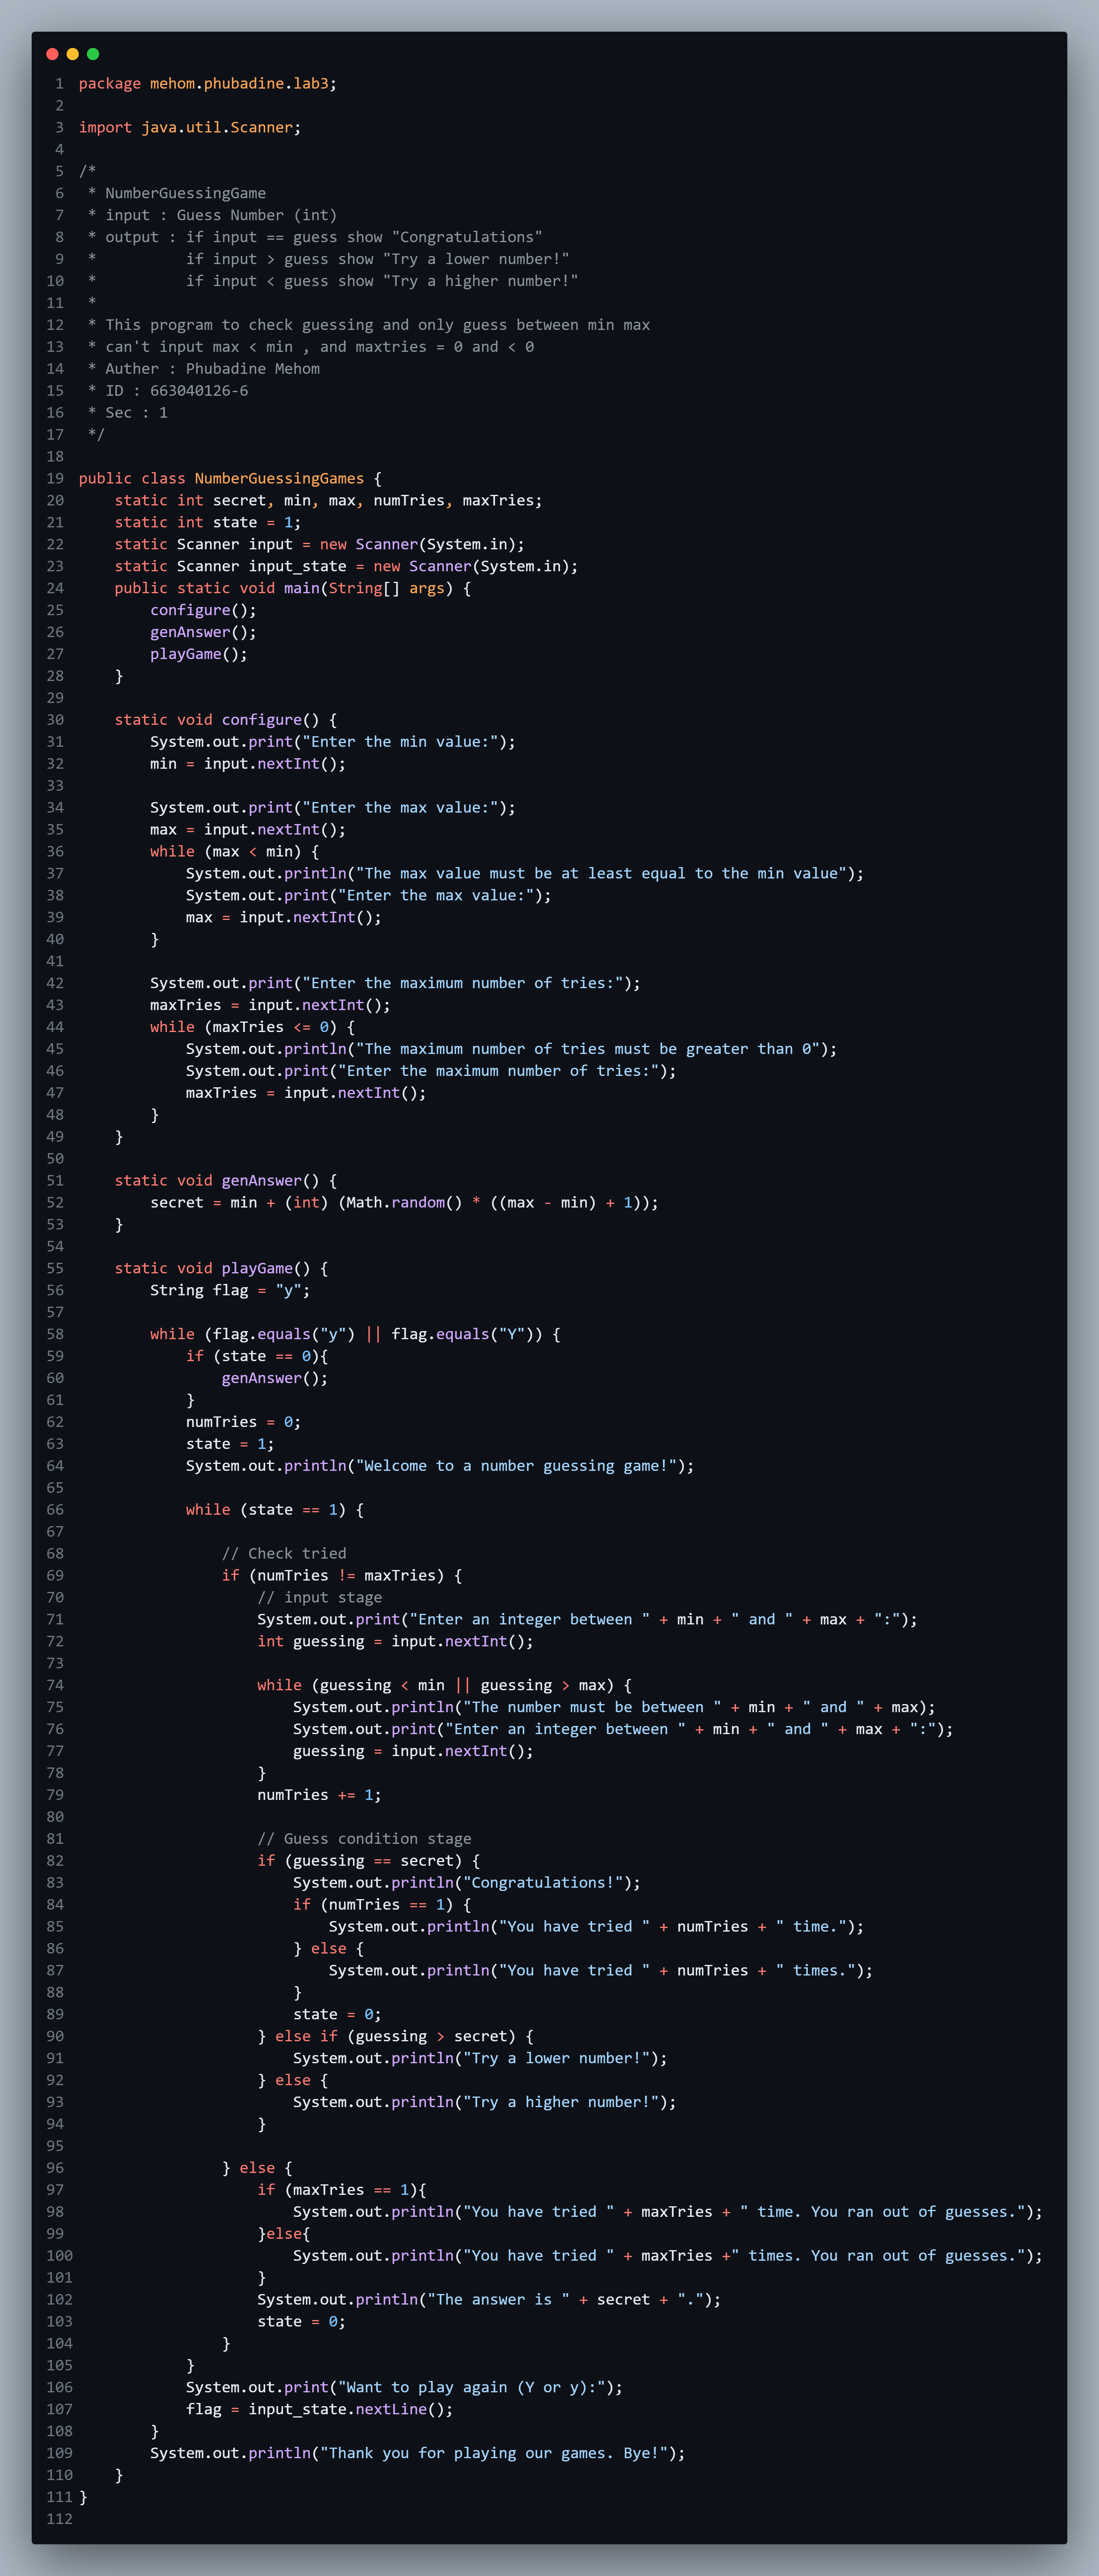 1 package mehom.phubadine.lab3;
2
3 import java.util.Scanner;
4
5 /*
6  * NumberGuessingGame
7  * input : Guess Number (int)
8  * output : if input == guess show "Congratulations"
9  *          if input > guess show "Try a lower number!"
10  *          if input < guess show "Try a higher number!"
11  *
12  * This program to check guessing and only guess between min max
13  * can't input max < min , and maxtries = 0 and < 0
14  * Auther : Phubadine Mehom
15  * ID : 663040126-6
16  * Sec : 1
17  */
18
19 public class NumberGuessingGames {
20     static int secret, min, max, numTries, maxTries;
21     static int state = 1;
22     static Scanner input = new Scanner(System.in);
23     static Scanner input_state = new Scanner(System.in);
24     public static void main(String[] args) {
25         configure();
26         genAnswer();
27         playGame();
28     }
29
30     static void configure() {
31         System.out.print("Enter the min value:");
32         min = input.nextInt();
33
34         System.out.print("Enter the max value:");
35         max = input.nextInt();
36         while (max < min) {
37             System.out.println("The max value must be at least equal to the min value");
38             System.out.print("Enter the max value:");
39             max = input.nextInt();
40         }
41
42         System.out.print("Enter the maximum number of tries:");
43         maxTries = input.nextInt();
44         while (maxTries <= 0) {
45             System.out.println("The maximum number of tries must be greater than 0");
46             System.out.print("Enter the maximum number of tries:");
47             maxTries = input.nextInt();
48         }
49     }
50
51     static void genAnswer() {
52         secret = min + (int) (Math.random() * ((max - min) + 1));
53     }
54
55     static void playGame() {
56         String flag = "y";
57
58         while (flag.equals("y") || flag.equals("Y")) {
59             if (state == 0){
60                 genAnswer();
61             }
62             numTries = 0;
63             state = 1;
64             System.out.println("Welcome to a number guessing game!");
65
66             while (state == 1) {
67
68                 // Check tried
69                 if (numTries != maxTries) {
70                     // input stage
71                     System.out.print("Enter an integer between " + min + " and " + max + ":");
72                     int guessing = input.nextInt();
73
74                     while (guessing < min || guessing > max) {
75                         System.out.println("The number must be between " + min + " and " + max);
76                         System.out.print("Enter an integer between " + min + " and " + max + ":");
77                         guessing = input.nextInt();
78                     }
79                     numTries += 1;
80
81                     // Guess condition stage
82                     if (guessing == secret) {
83                         System.out.println("Congratulations!");
84                         if (numTries == 1) {
85                             System.out.println("You have tried " + numTries + " time.");
86                         } else {
87                             System.out.println("You have tried " + numTries + " times.");
88                         }
89                         state = 0;
90                     } else if (guessing > secret) {
91                         System.out.println("Try a lower number!");
92                     } else {
93                         System.out.println("Try a higher number!");
94                     }
95
96                 } else {
97                     if (maxTries == 1){
98                         System.out.println("You have tried " + maxTries + " time. You ran out of guesses.");
99                     }else{
100                         System.out.println("You have tried " + maxTries +" times. You ran out of guesses.");
101                     }
102                     System.out.println("The answer is " + secret + ".");
103                     state = 0;
104                 }
105             }
106             System.out.print("Want to play again (Y or y):");
107             flag = input_state.nextLine();
108         }
109         System.out.println("Thank you for playing our games. Bye!");
110     }
111 }
112